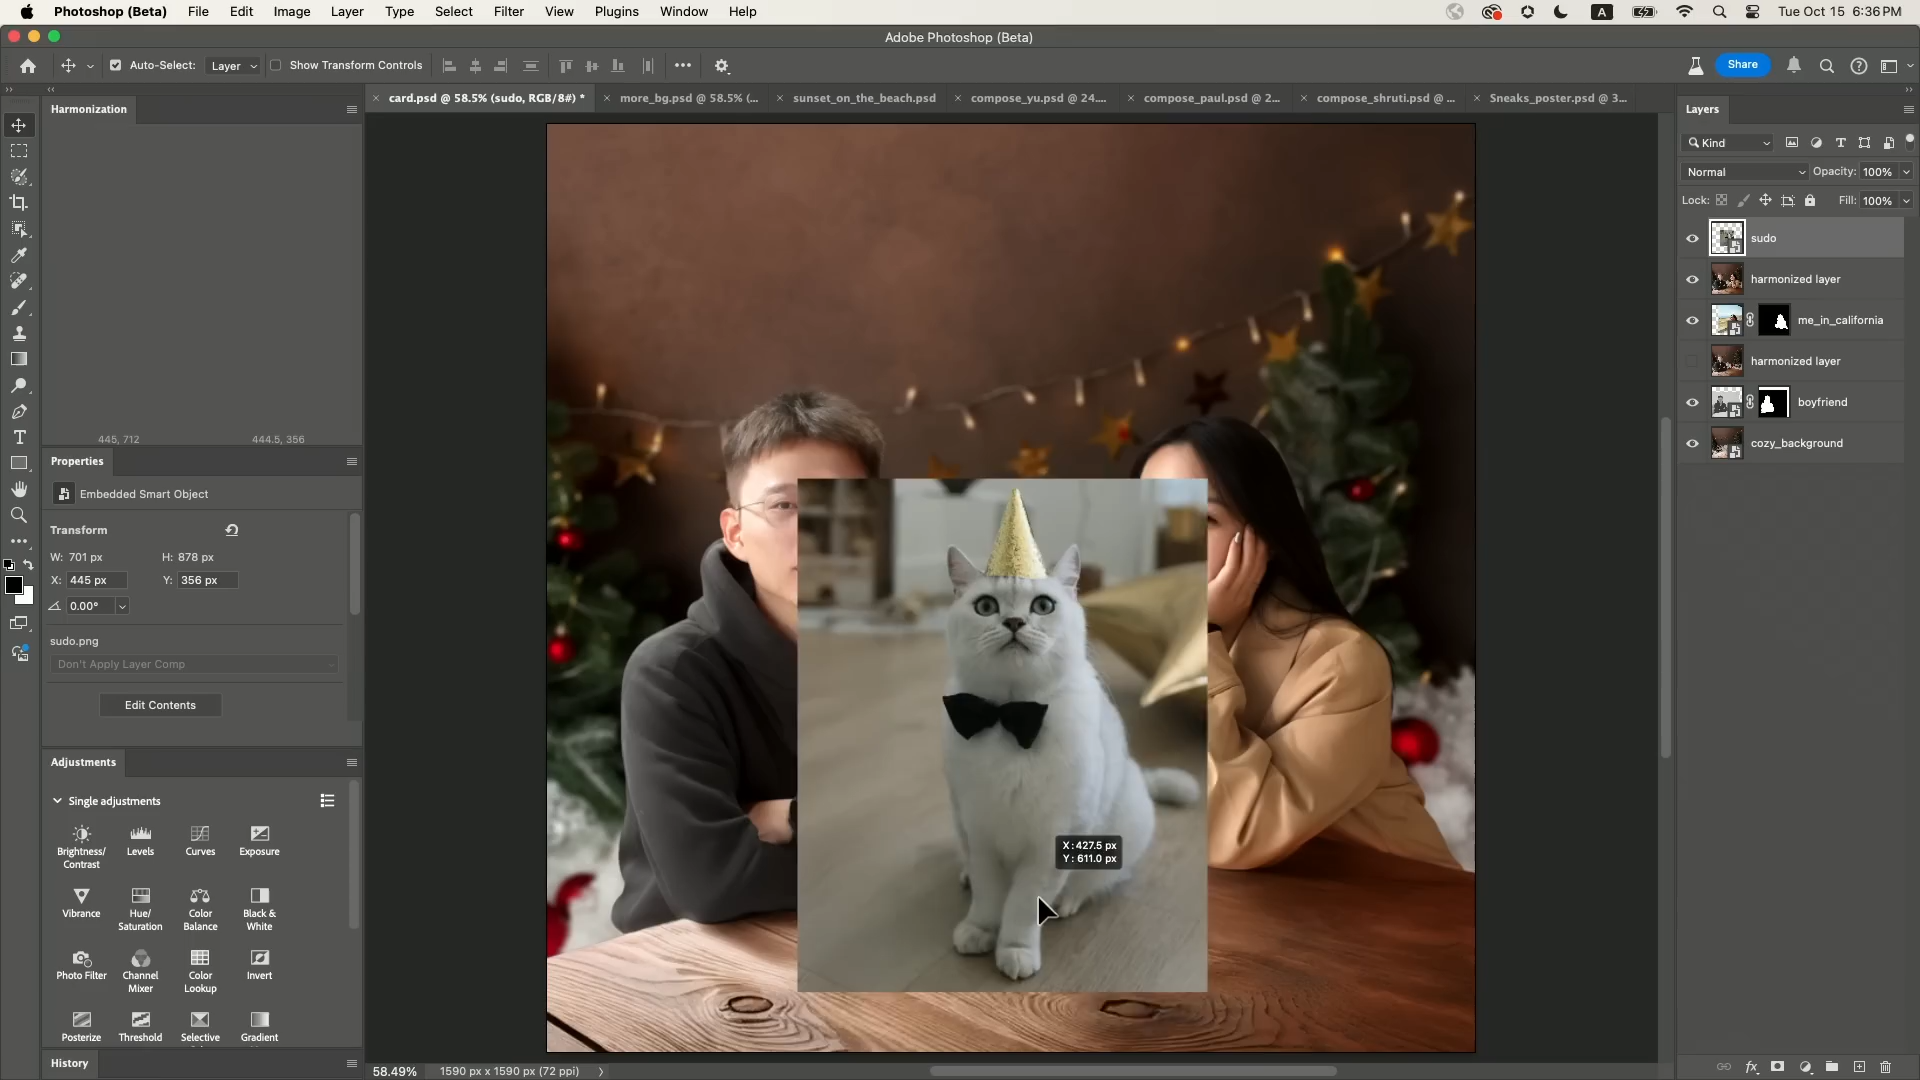 Photoshop (Beta) File Edit Image Layer Type Select Filter View Plugins Window Help
A Tue Oct 15 6:36 PM
Adobe Photoshop (Beta)
Auto-Select: Layer Show Transform Controls
Share
card.psd @ 58.5% (sudo, RGB/8#) *
more_bg.psd @ 58.5% (...
sunset_on_the_beach.psd
compose_yu.psd @ 24....
compose_paul.psd @ 2...
compose_shruti.psd @ ...
Sneaks_poster.psd @ 3...
Harmonization
445, 712 444.5, 356
Properties
Embedded Smart Object
Transform
W: 701 px H: 878 px
X: 445 px Y: 356 px
0.00°
sudo.png
Don't Apply Layer Comp
Edit Contents
Adjustments
Single adjustments
Brightness/
Contrast
Levels
Curves
Exposure
Vibrance
Hue/
Saturation
Color
Balance
Black &
White
Photo Filter
Channel
Mixer
Color
Lookup
Invert
Posterize
Threshold
Selective
Gradient
History
X : 427.5 px
Y : 611.0 px
58.49% 1590 px x 1590 px (72 ppi)
Layers
Kind
Normal Opacity: 100%
Lock: Fill: 100%
sudo
harmonized layer
me_in_california
harmonized layer
boyfriend
cozy_background
fx